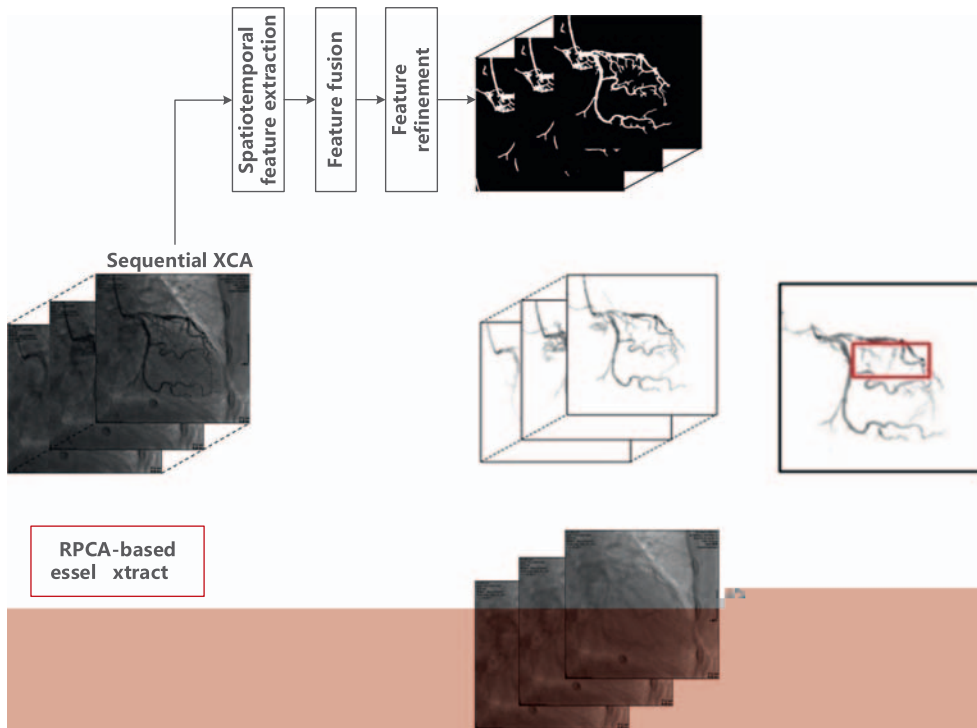 Spatiotemporal
feature extraction
Feature fusion
Feature
refinement
Sequential XCA
RPCA-based
essel xtract